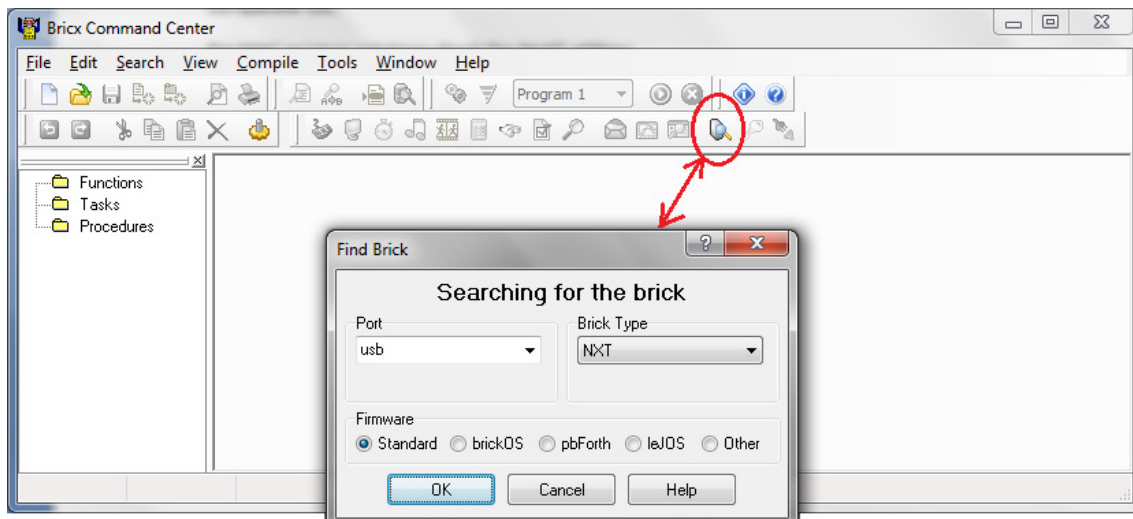 Bricx Command Center
File Edit Search View Compile Tools Window Help
Program 1
Functions
Tasks
Procedures
Find Brick
Searching for the brick
Port
Brick Type
usb
NXT
Firmware
Standard brickOS pbForth leJOS Other
OK Cancel Help